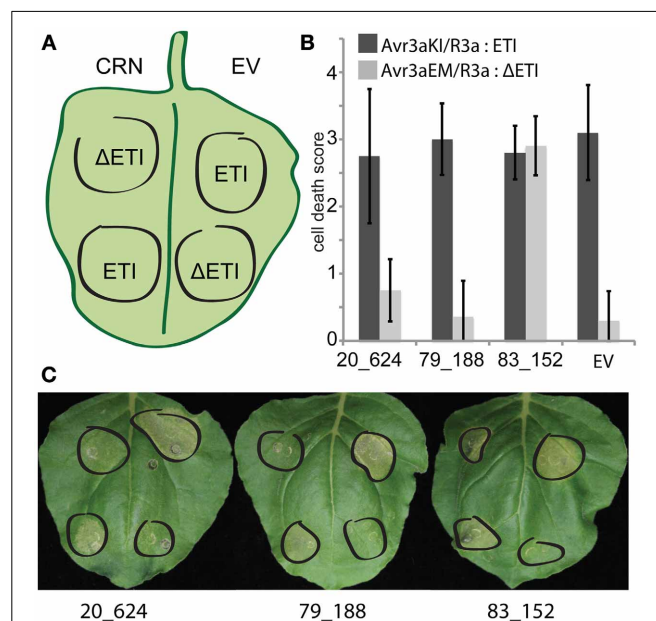 A
CRN EV
ΔETI
ETI
ETI
ΔETI
B
Avr3aKI/R3a : ETI
Avr3aEM/R3a : ΔETI
cell death score
4
3
2
1
0
20_624 79_188 83_152 EV
C
20_624 79_188 83_152